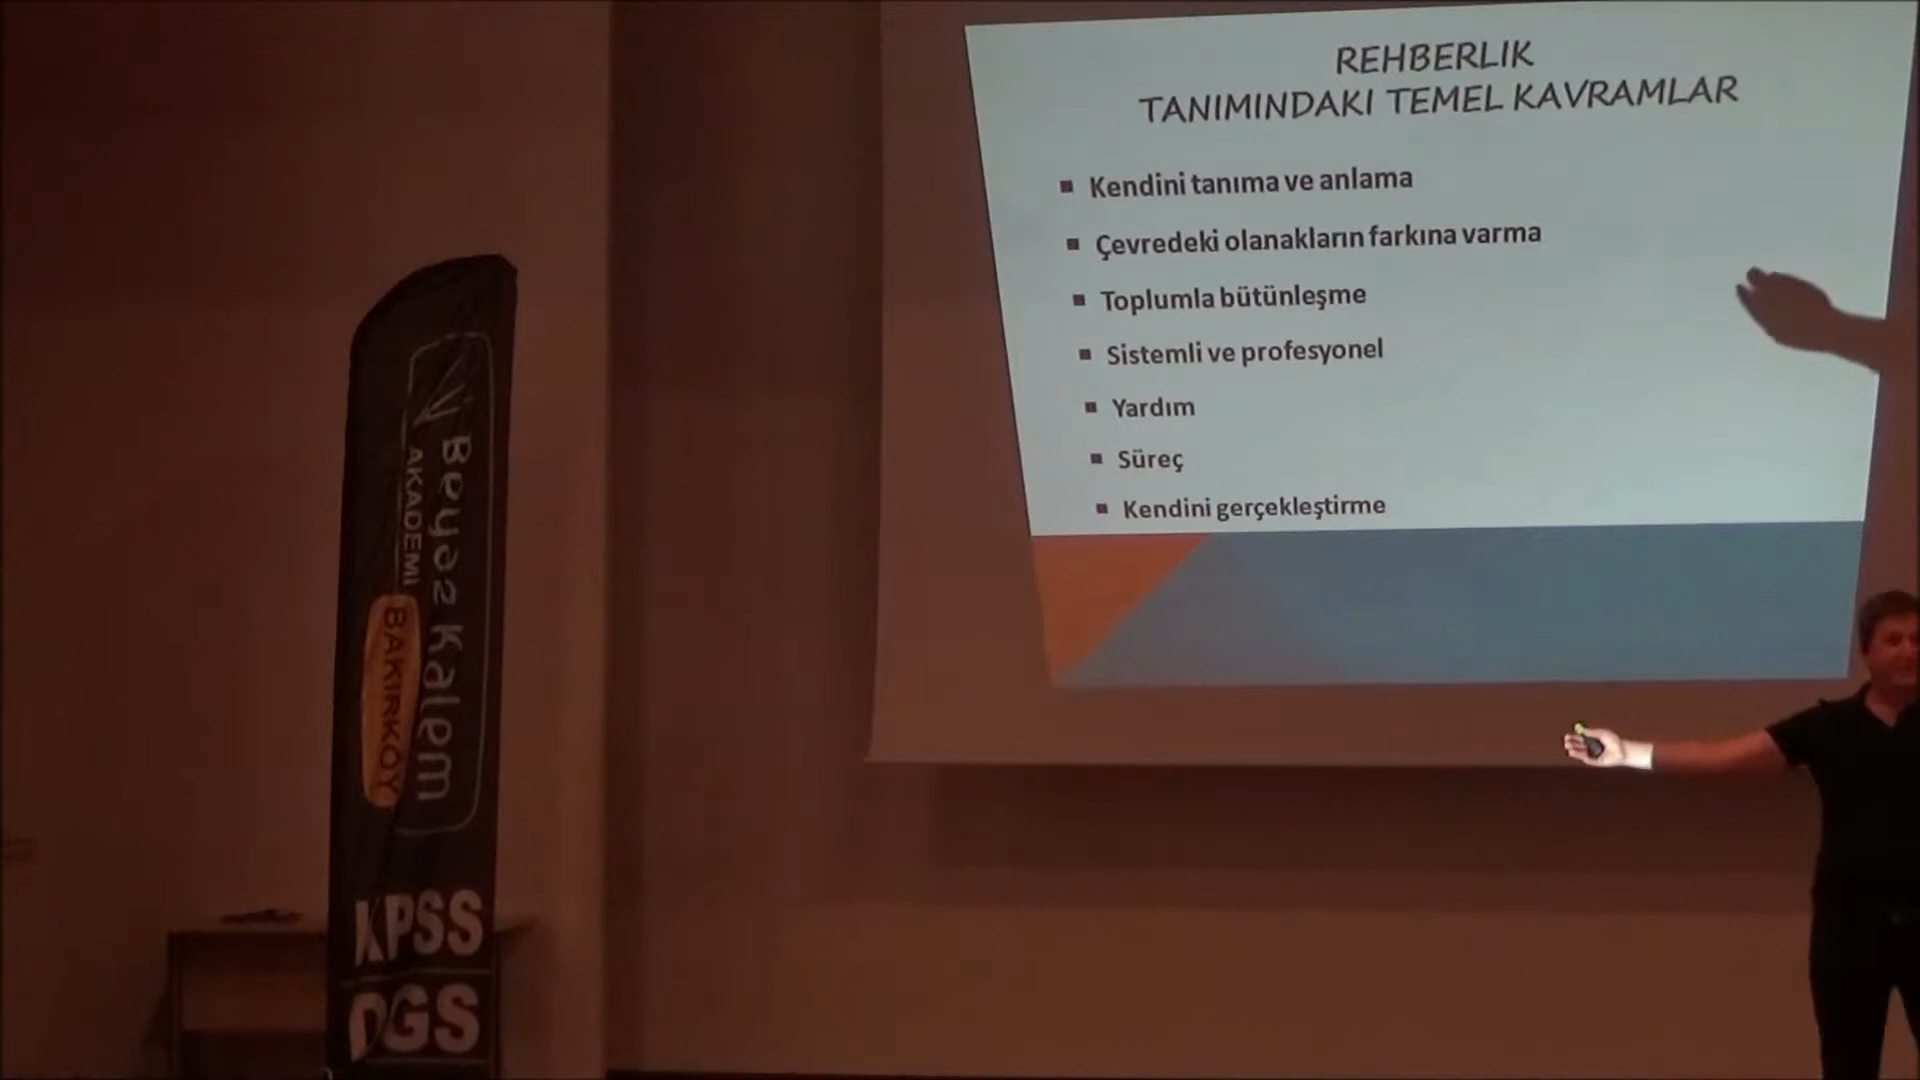 REHBERLIK
TANIMINDAKI TEMEL KAVRAMLAR
Kendini tanıma ve anlama
Çevredeki olanakların farkına varma
Toplumla bütünleşme
Sistemli ve profesyonel
Yardım
Süreç
Kendini gerçekleştirme
Beyaz Kalem
AKADEMİ
BAKIRKÖY
KPSS
DGS